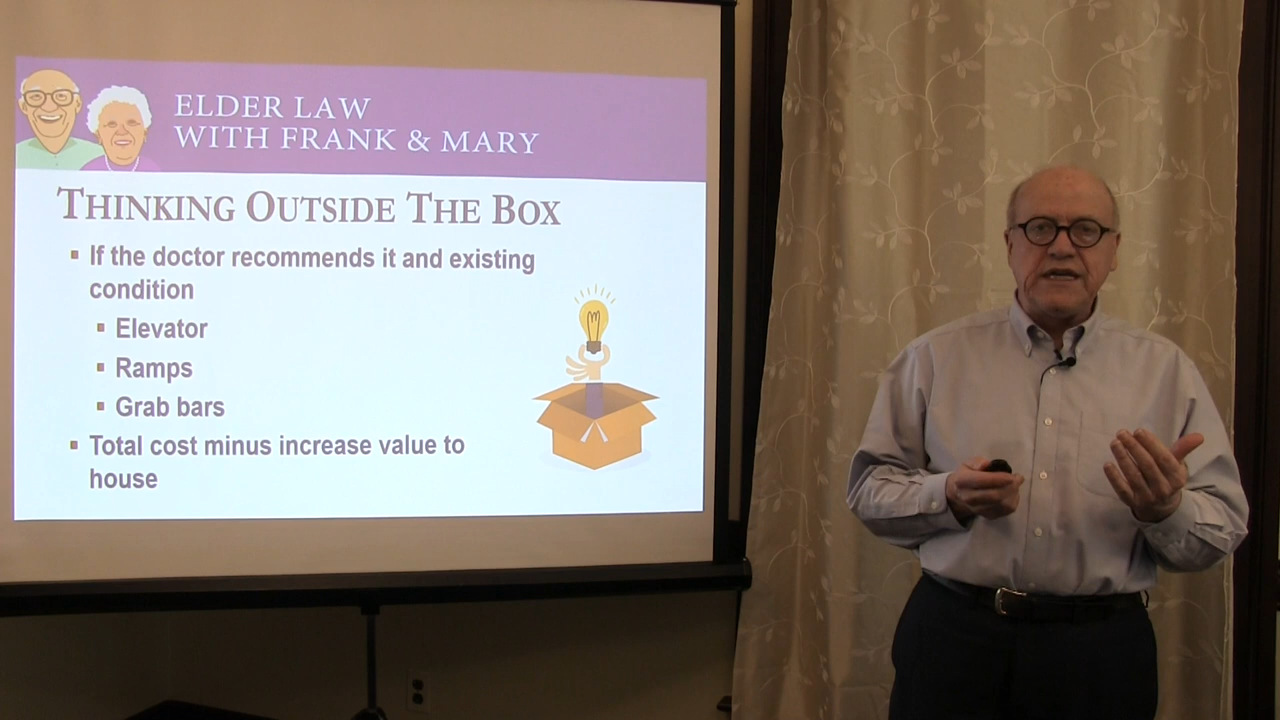 ELDER LAW
WITH FRANK & MARY
THINKING OUTSIDE THE BOX
If the doctor recommends it and existing
condition
Elevator
Ramps
Grab bars
Total cost minus increase value to
house